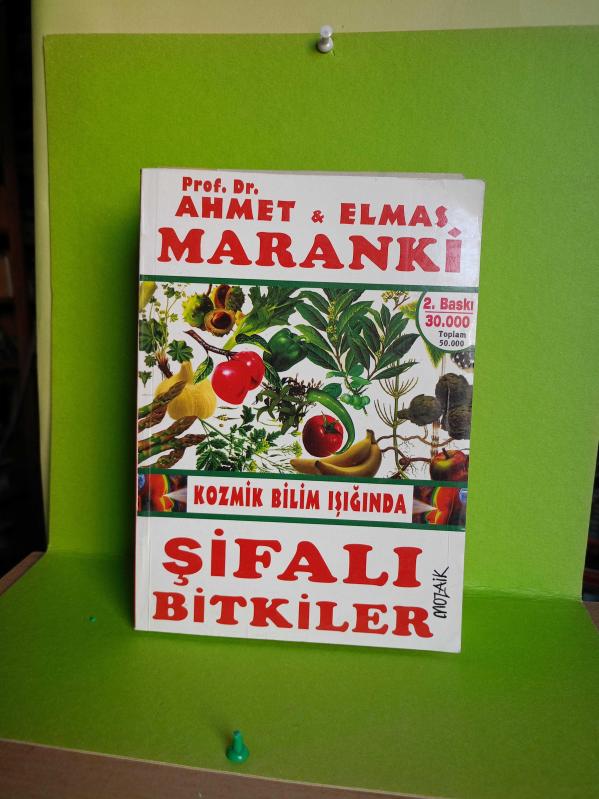 Prof. Dr.
AHMET & ELMAS
MARANKİ
2. Baskı
30.000
Toplam
50.000
KOZMİK BİLİM IŞIĞINDA
ŞİFALI
BİTKİLER
MOZAİK